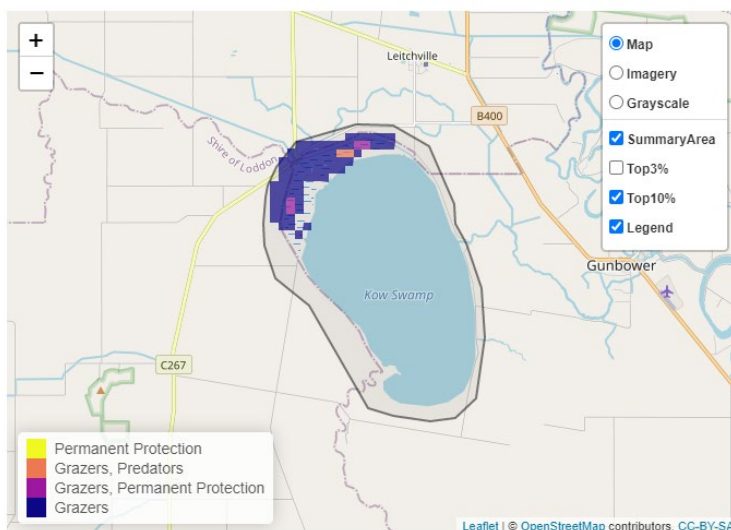 +
−
Leitchville
B400
Shire of Loddon
Kow Swamp
Gunbower
C267
Map
Imagery
Grayscale
SummaryArea
Top3%
Top10%
Legend
Permanent Protection
Grazers, Predators
Grazers, Permanent Protection
Grazers
Leaflet | © OpenStreetMap contributors, CC-BY-SA